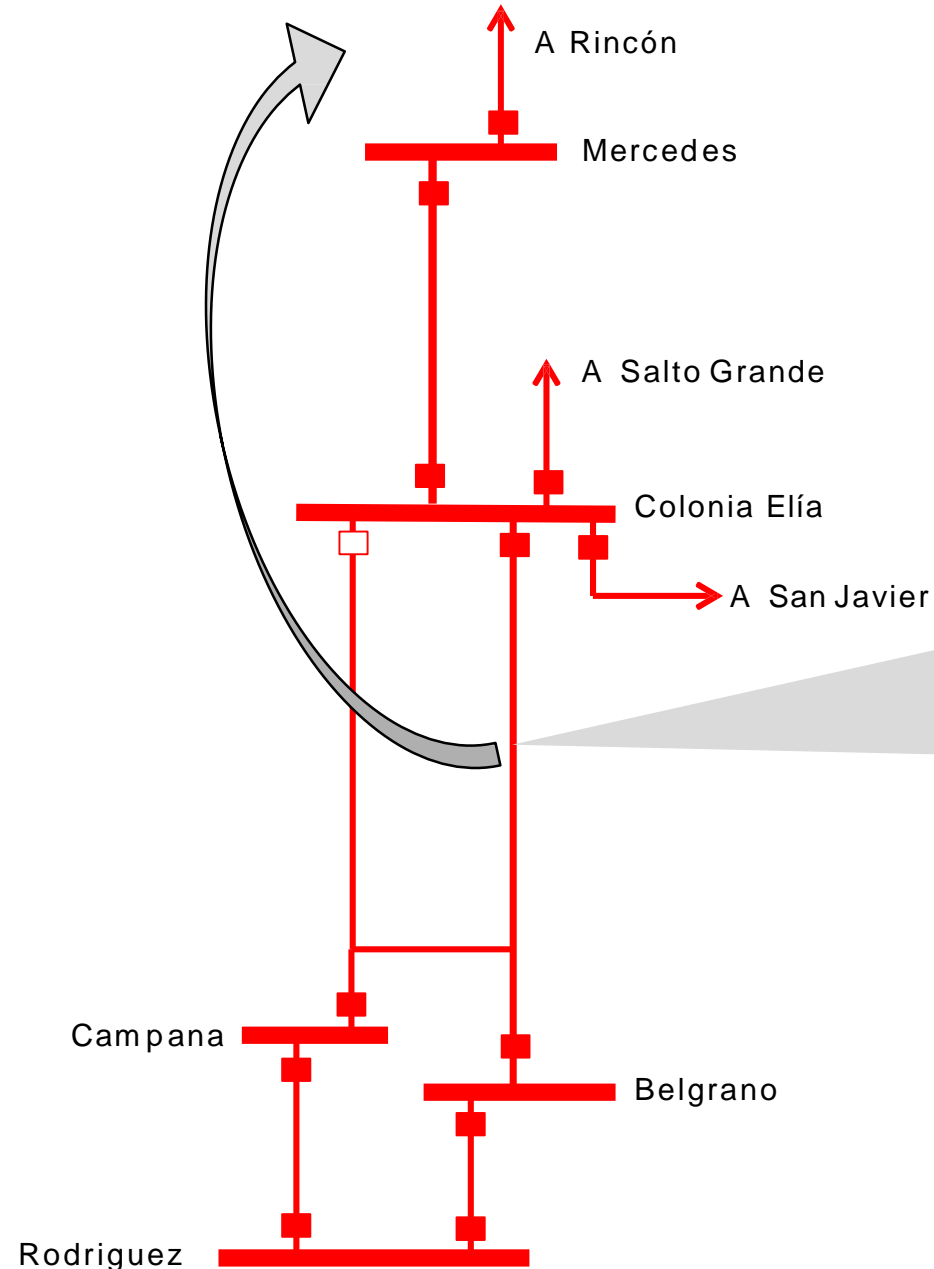 A Rincón
Mercedes
A Salto Grande
Colonia Elía
A San Javier
Campana
Belgrano
Rodriguez